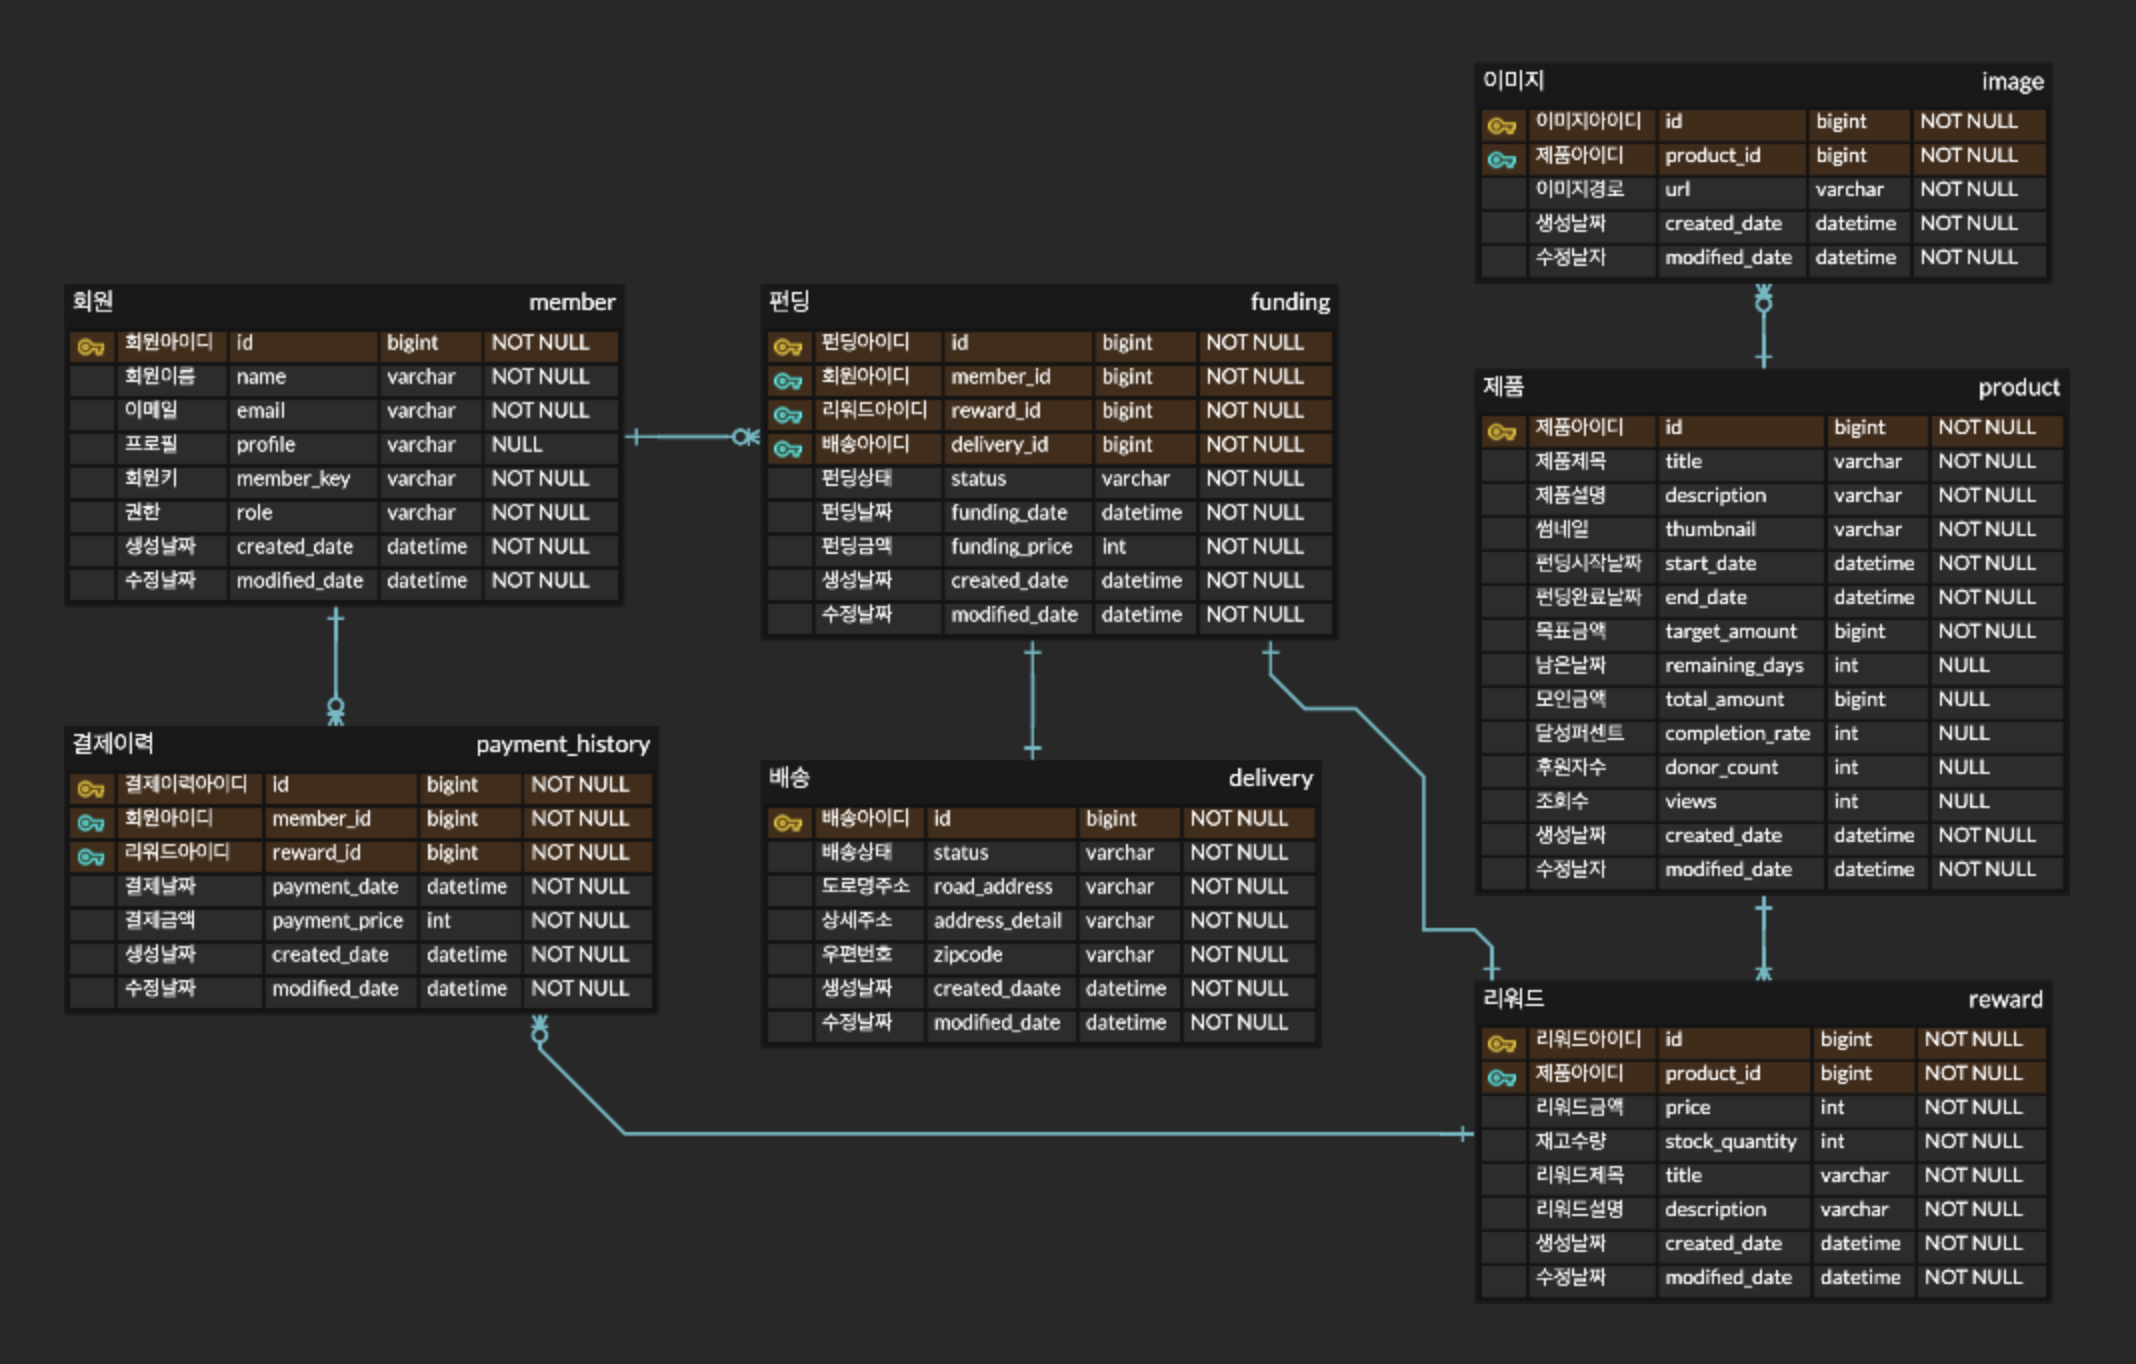 이미지 image
이미지아이디 id bigint NOT NULL
제품아이디 product_id bigint NOT NULL
이미지경로 url varchar NOT NULL
생성날짜 created_date datetime NOT NULL
수정날자 modified_date datetime NOT NULL
회원 member
회원아이디 id bigint NOT NULL
회원이름 name varchar NOT NULL
이메일 email varchar NOT NULL
프로필 profile varchar NULL
회원키 member_key varchar NOT NULL
권한 role varchar NOT NULL
생성날짜 created_date datetime NOT NULL
수정날짜 modified_date datetime NOT NULL
펀딩 funding
펀딩아이디 id bigint NOT NULL
회원아이디 member_id bigint NOT NULL
리워드아이디 reward_id bigint NOT NULL
배송아이디 delivery_id bigint NOT NULL
펀딩상태 status varchar NOT NULL
펀딩날짜 funding_date datetime NOT NULL
펀딩금액 funding_price int NOT NULL
생성날짜 created_date datetime NOT NULL
수정날짜 modified_date datetime NOT NULL
제품 product
제품아이디 id bigint NOT NULL
제품제목 title varchar NOT NULL
제품설명 description varchar NOT NULL
썸네일 thumbnail varchar NOT NULL
펀딩시작날짜 start_date datetime NOT NULL
펀딩완료날짜 end_date datetime NOT NULL
목표금액 target_amount bigint NOT NULL
남은날짜 remaining_days int NULL
모인금액 total_amount bigint NULL
달성퍼센트 completion_rate int NULL
후원자수 donor_count int NULL
조회수 views int NULL
생성날짜 created_date datetime NOT NULL
수정날자 modified_date datetime NOT NULL
결제이력 payment_history
결제이력아이디 id bigint NOT NULL
회원아이디 member_id bigint NOT NULL
리워드아이디 reward_id bigint NOT NULL
결제날짜 payment_date datetime NOT NULL
결제금액 payment_price int NOT NULL
생성날짜 created_date datetime NOT NULL
수정날짜 modified_date datetime NOT NULL
배송 delivery
배송아이디 id bigint NOT NULL
배송상태 status varchar NOT NULL
도로명주소 road_address varchar NOT NULL
상세주소 address_detail varchar NOT NULL
우편번호 zipcode varchar NOT NULL
생성날짜 created_daate datetime NOT NULL
수정날짜 modified_date datetime NOT NULL
리워드 reward
리워드아이디 id bigint NOT NULL
제품아이디 product_id bigint NOT NULL
리워드금액 price int NOT NULL
재고수량 stock_quantity int NOT NULL
리워드제목 title varchar NOT NULL
리워드설명 description varchar NOT NULL
생성날짜 created_date datetime NOT NULL
수정날짜 modified_date datetime NOT NULL